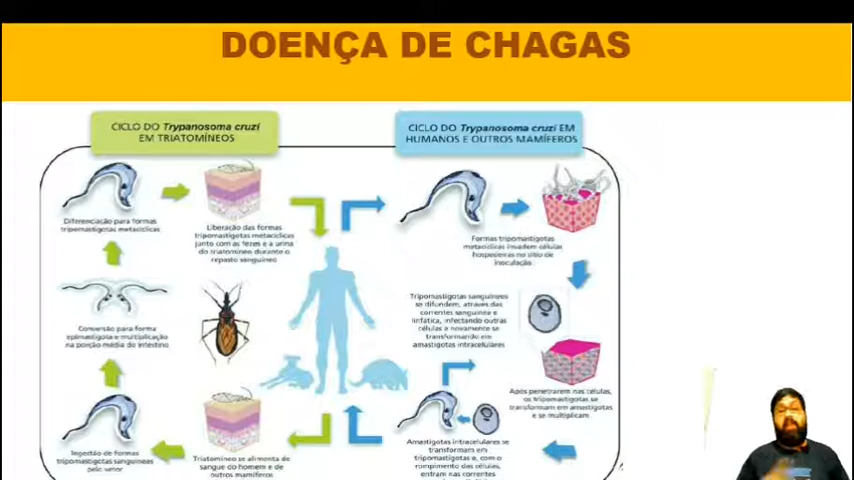 DOENÇA DE CHAGAS
CICLO DO Trypanosoma cruzi
EM TRIATOMÍNEOS
CICLO DO Trypanosoma cruzi EM
HUMANOS E OUTROS MAMÍFEROS
Diferenciação para formas
tripomastigotas metacíclicas
Liberação das formas
tripomastigotas metacíclicas
junto com as fezes e a urina
do triatomíneo durante o
repasto sanguíneo
Formas tripomastigotas
metacíclicas invadem células
hospedeiras no sítio de
inoculação
Conversão para forma
epimastigota e multiplicação
na porção média do intestino
Tripomastigotas sanguíneos
se difundem, através das
correntes sanguínea e
linfática, infectando outras
células e novamente se
transformando em
amastigotas intracelulares
Após penetrarem nas células,
os tripomastigotas se
transformam em amastigotas
e se multiplicam
Ingestão de formas
tripomastigotas sanguíneas
pelo vetor
Triatomíneo se alimenta de
sangue do homem e de
outros mamíferos
Amastigotas intracelulares se
transformam em
tripomastigotas e, com o
rompimento das células,
entram nas correntes